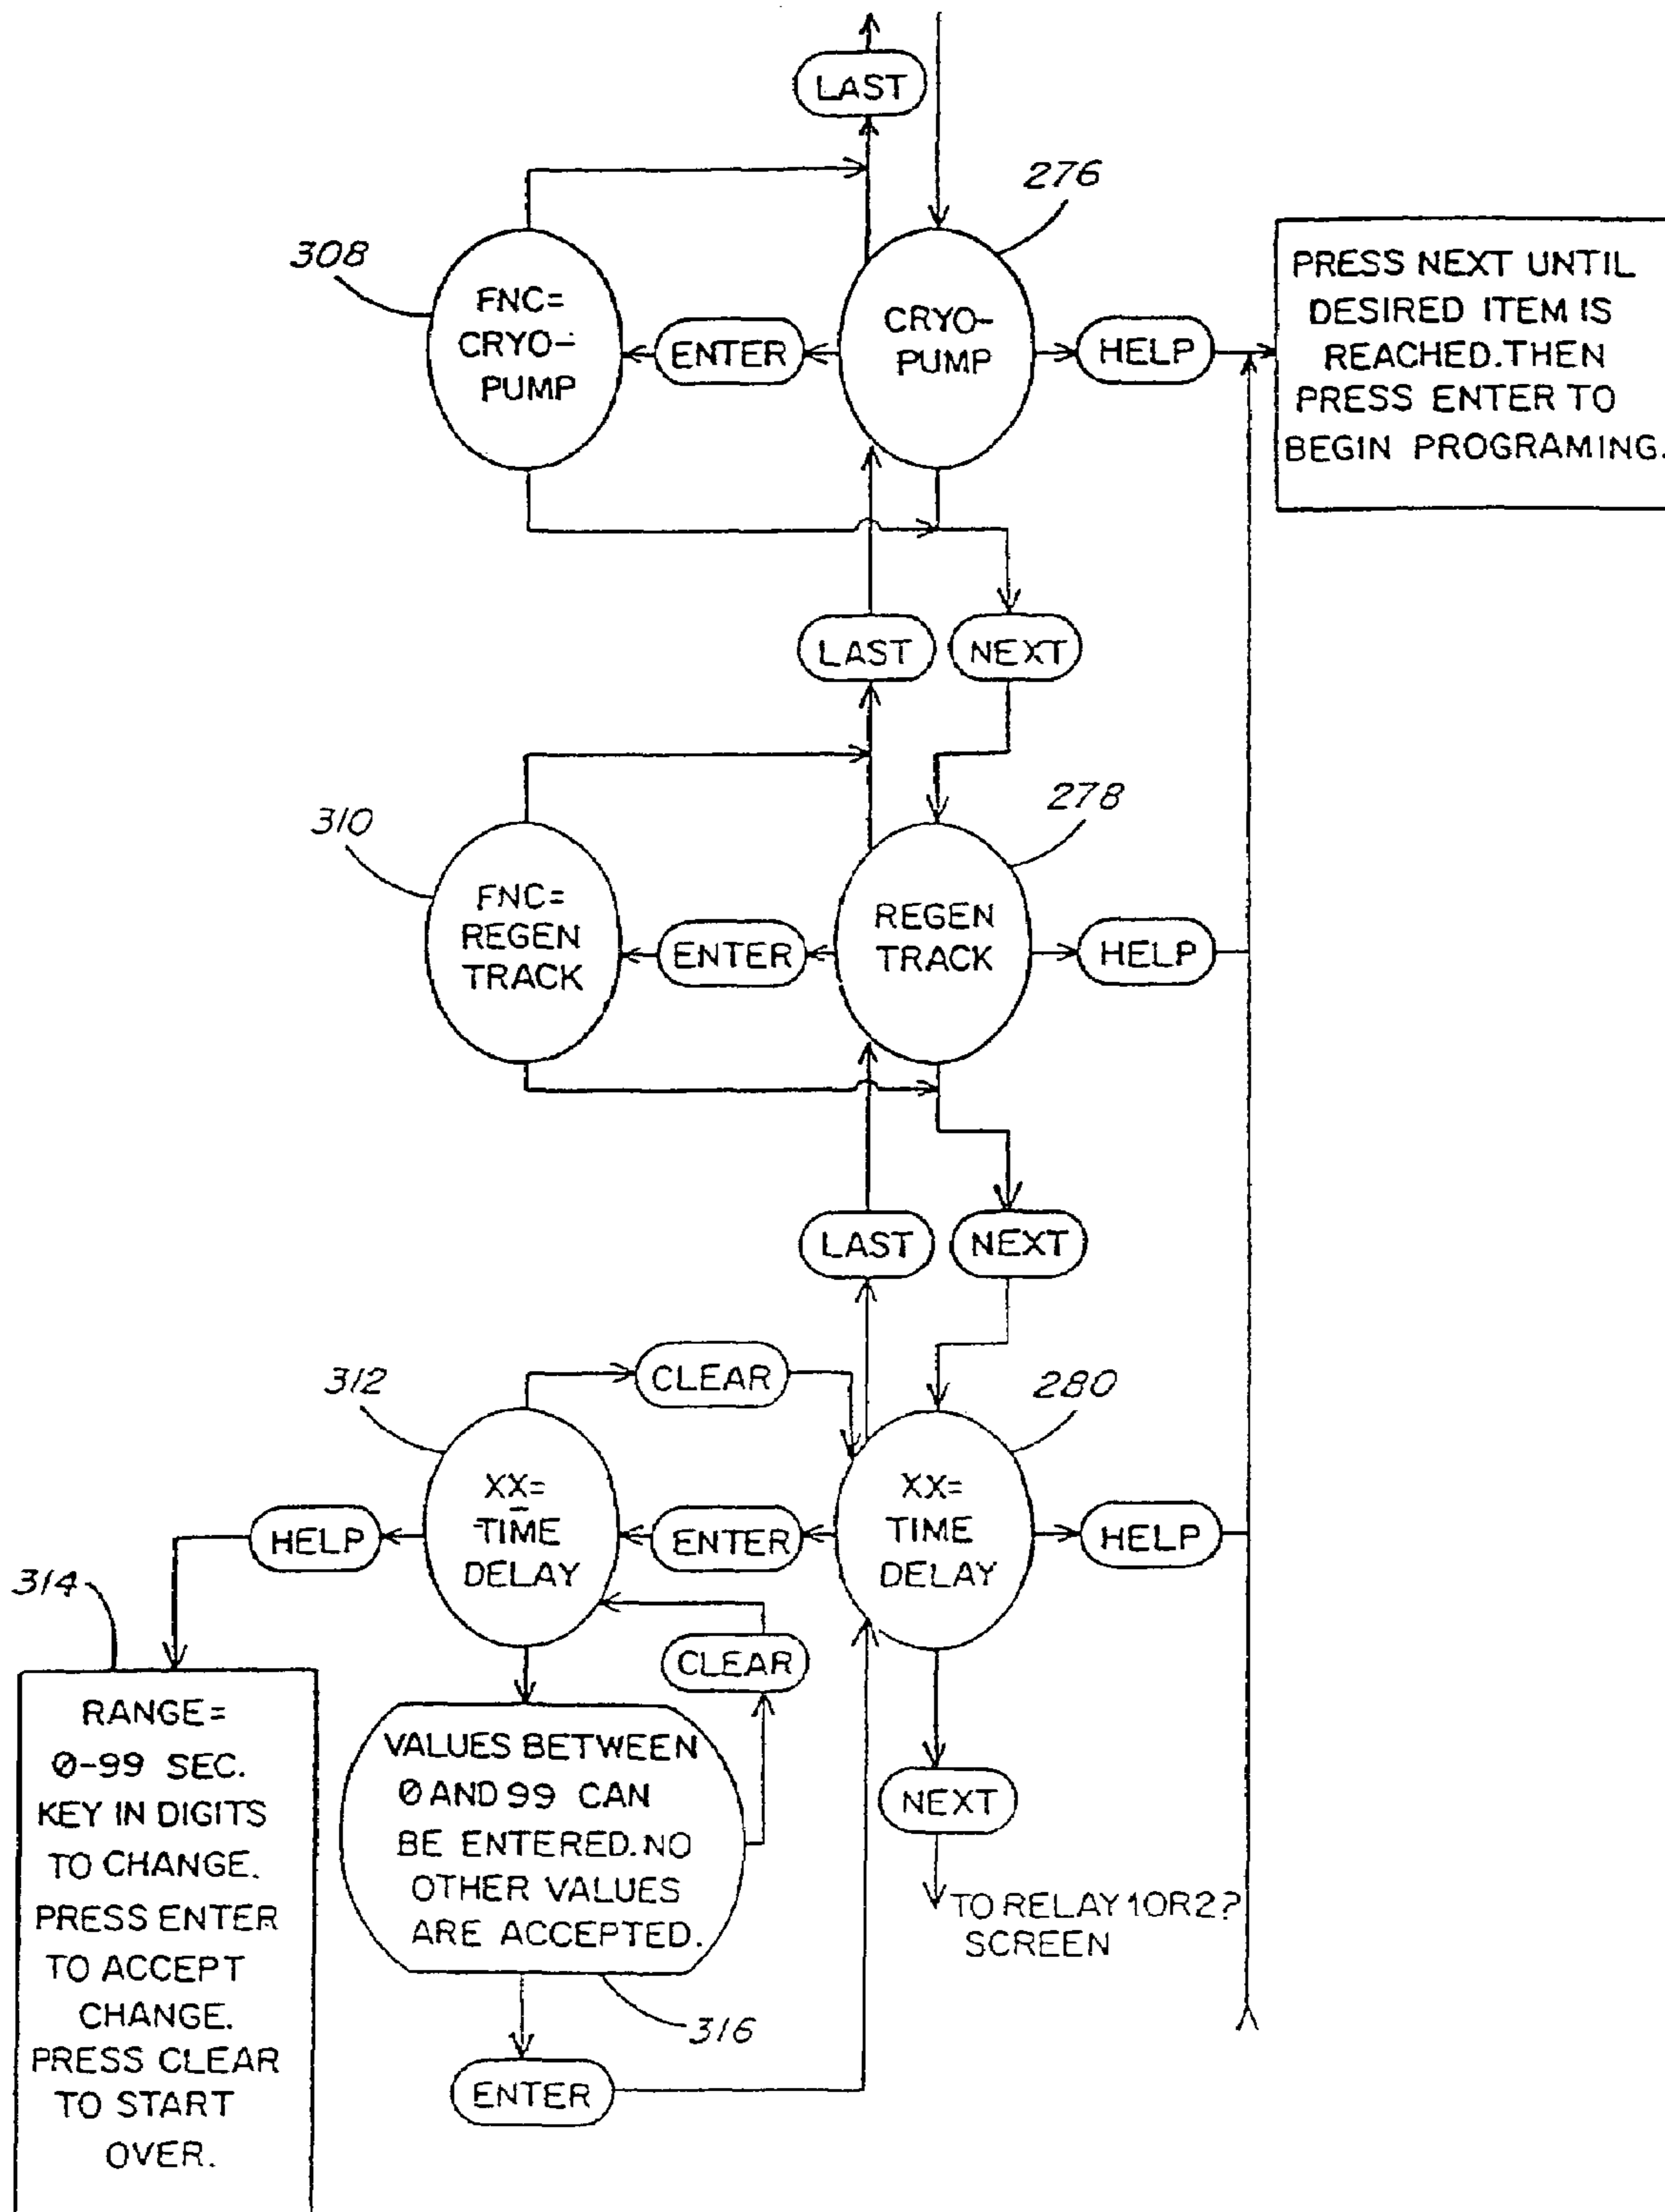 LAST
276
308
FNC=
CRYO-
PUMP
ENTER
CRYO-
PUMP
HELP
PRESS NEXT UNTIL
DESIRED ITEM IS
REACHED.THEN
PRESS ENTER TO
BEGIN PROGRAMING.
LAST
NEXT
278
310
FNC=
REGEN
TRACK
ENTER
REGEN
TRACK
HELP
LAST
NEXT
CLEAR
312
280
XX=
TIME
DELAY
HELP
ENTER
XX=
TIME
DELAY
HELP
314
CLEAR
RANGE=
0-99 SEC.
KEY IN DIGITS
TO CHANGE.
PRESS ENTER
TO ACCEPT
CHANGE.
PRESS CLEAR
TO START
OVER.
VALUES BETWEEN
0 AND 99 CAN
BE ENTERED.NO
OTHER VALUES
ARE ACCEPTED.
NEXT
TO RELAY 1OR2?
SCREEN
316
ENTER